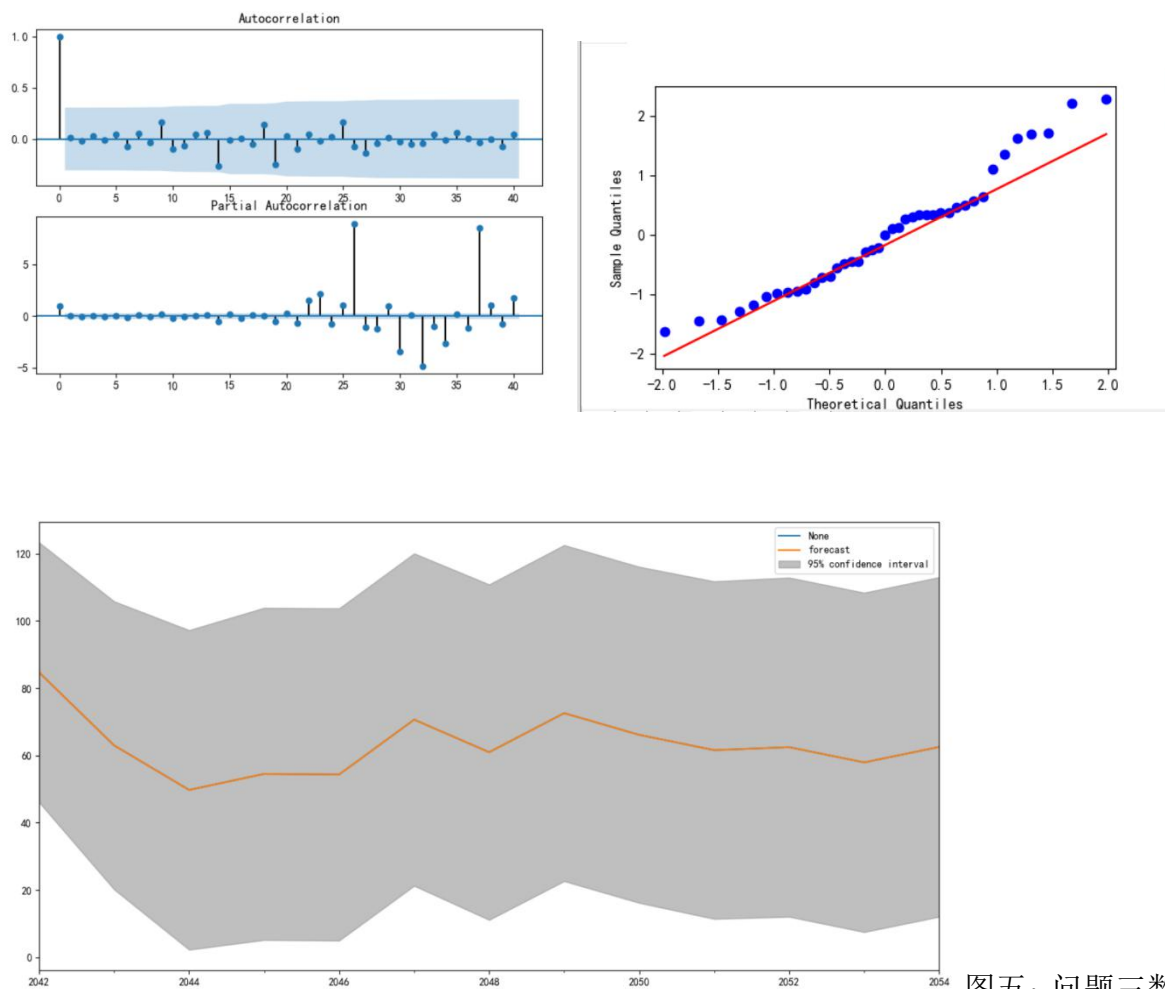 Autocorrelation
1.0
0.5
0.0
0 5 10 15 20 25 30 35 40
Partial Autocorrelation
5
0
−5
0 5 10 15 20 25 30 35 40
2
1
0
−1
−2
Sample Quantiles
−2.0 −1.5 −1.0 −0.5 0.0 0.5 1.0 1.5 2.0
Theoretical Quantiles
None
forecast
95% confidence interval
120
100
80
60
40
20
0
2042 2044 2046 2048 2050 2052 2054
图五：问题三数